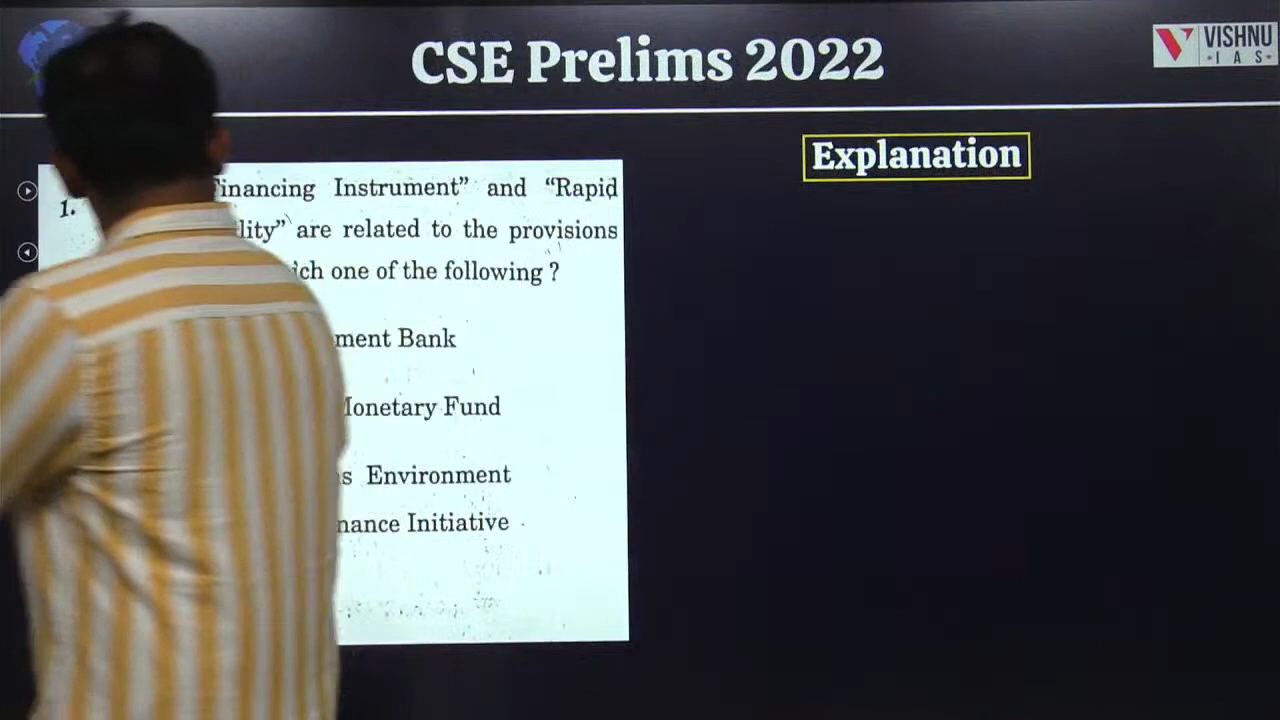 CSE Prelims 2022
VISHNU
IAS
Explanation
1.
Financing Instrument” and “Rapid
lity” are related to the provisions
ich one of the following ?
ment Bank
Monetary Fund
s Environment
nance Initiative